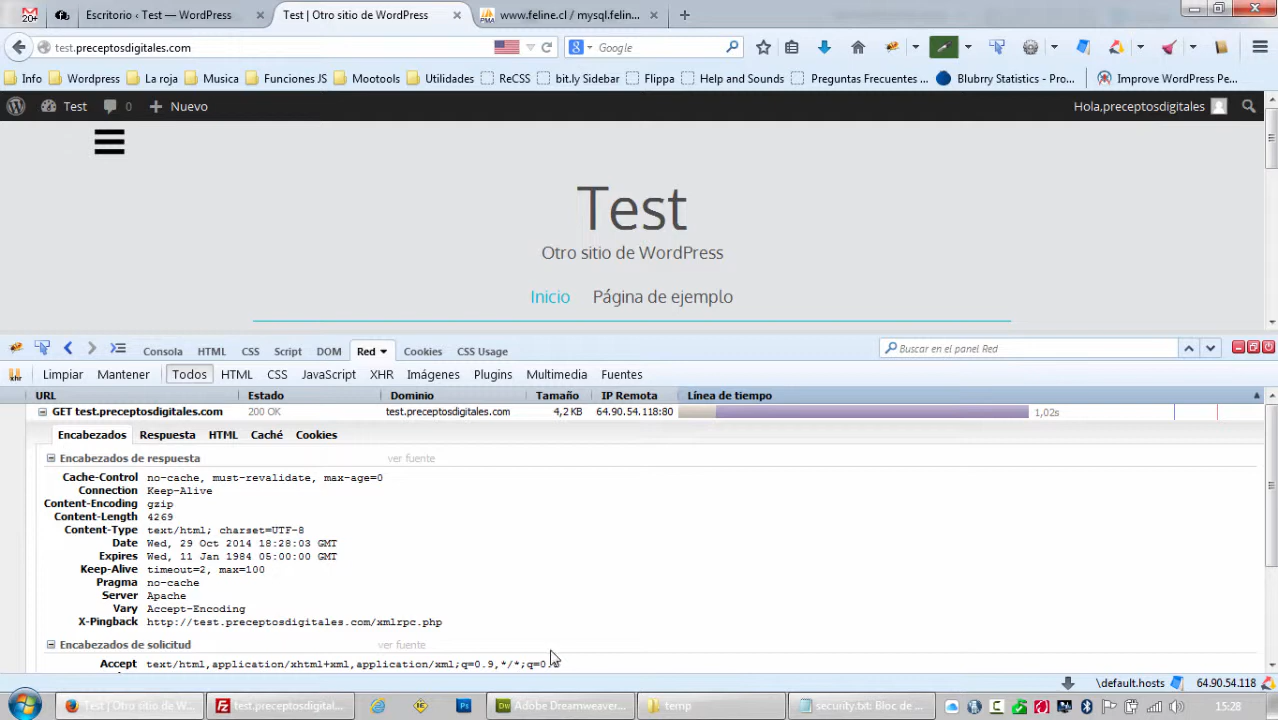 20+
Escritorio ‹ Test — WordPress
Test | Otro sitio de WordPress
PMA
www.feline.cl / mysql.felin...
test.preceptosdigitales.com
Google
Info
Wordpress
La roja
Musica
Funciones JS
Mootools
Utilidades
ReCSS
bit.ly Sidebar
Flippa
Help and Sounds
Preguntas Frecuentes ...
Blubrry Statistics - Pro...
Improve WordPress Pe...
Test
0
Nuevo
Hola,preceptosdigitales
Test
Otro sitio de WordPress
Inicio
Página de ejemplo
Consola
HTML
CSS
Script
DOM
Red
Cookies
CSS Usage
Buscar en el panel Red
xhr
Limpiar
Mantener
Todos
HTML
CSS
JavaScript
XHR
Imágenes
Plugins
Multimedia
Fuentes
URL
Estado
Dominio
Tamaño
IP Remota
Línea de tiempo
GET test.preceptosdigitales.com
200 OK
test.preceptosdigitales.com
4,2 KB
64.90.54.118:80
1,02s
Encabezados
Respuesta
HTML
Caché
Cookies
Encabezados de respuesta
ver fuente
Cache-Control no-cache, must-revalidate, max-age=0
Connection Keep-Alive
Content-Encoding gzip
Content-Length 4269
Content-Type text/html; charset=UTF-8
Date Wed, 29 Oct 2014 18:28:03 GMT
Expires Wed, 11 Jan 1984 05:00:00 GMT
Keep-Alive timeout=2, max=100
Pragma no-cache
Server Apache
Vary Accept-Encoding
X-Pingback http://test.preceptosdigitales.com/xmlrpc.php
Encabezados de solicitud
ver fuente
Accept text/html,application/xhtml+xml,application/xml;q=0.9,*/*;q=0.
\default.hosts
64.90.54.118
Test | Otro sitio de W...
test.preceptosdigital...
Adobe Dreamweaver...
temp
security.txt: Bloc de ...
15:28